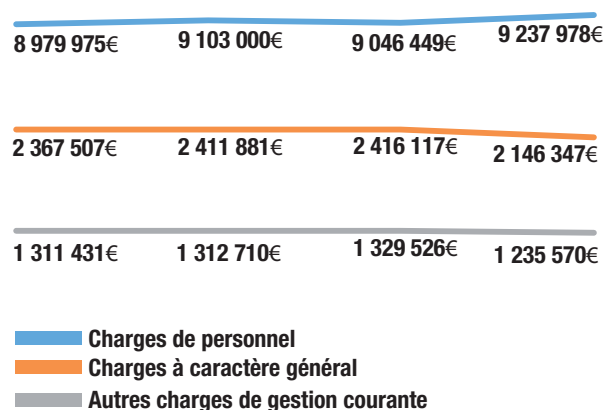 8 979 975€ 9 103 000€ 9 046 449€ 9 237 978€
2 367 507€ 2 411 881€ 2 416 117€ 2 146 347€
1 311 431€ 1 312 710€ 1 329 526€ 1 235 570€
Charges de personnel
Charges à caractère général
Autres charges de gestion courante